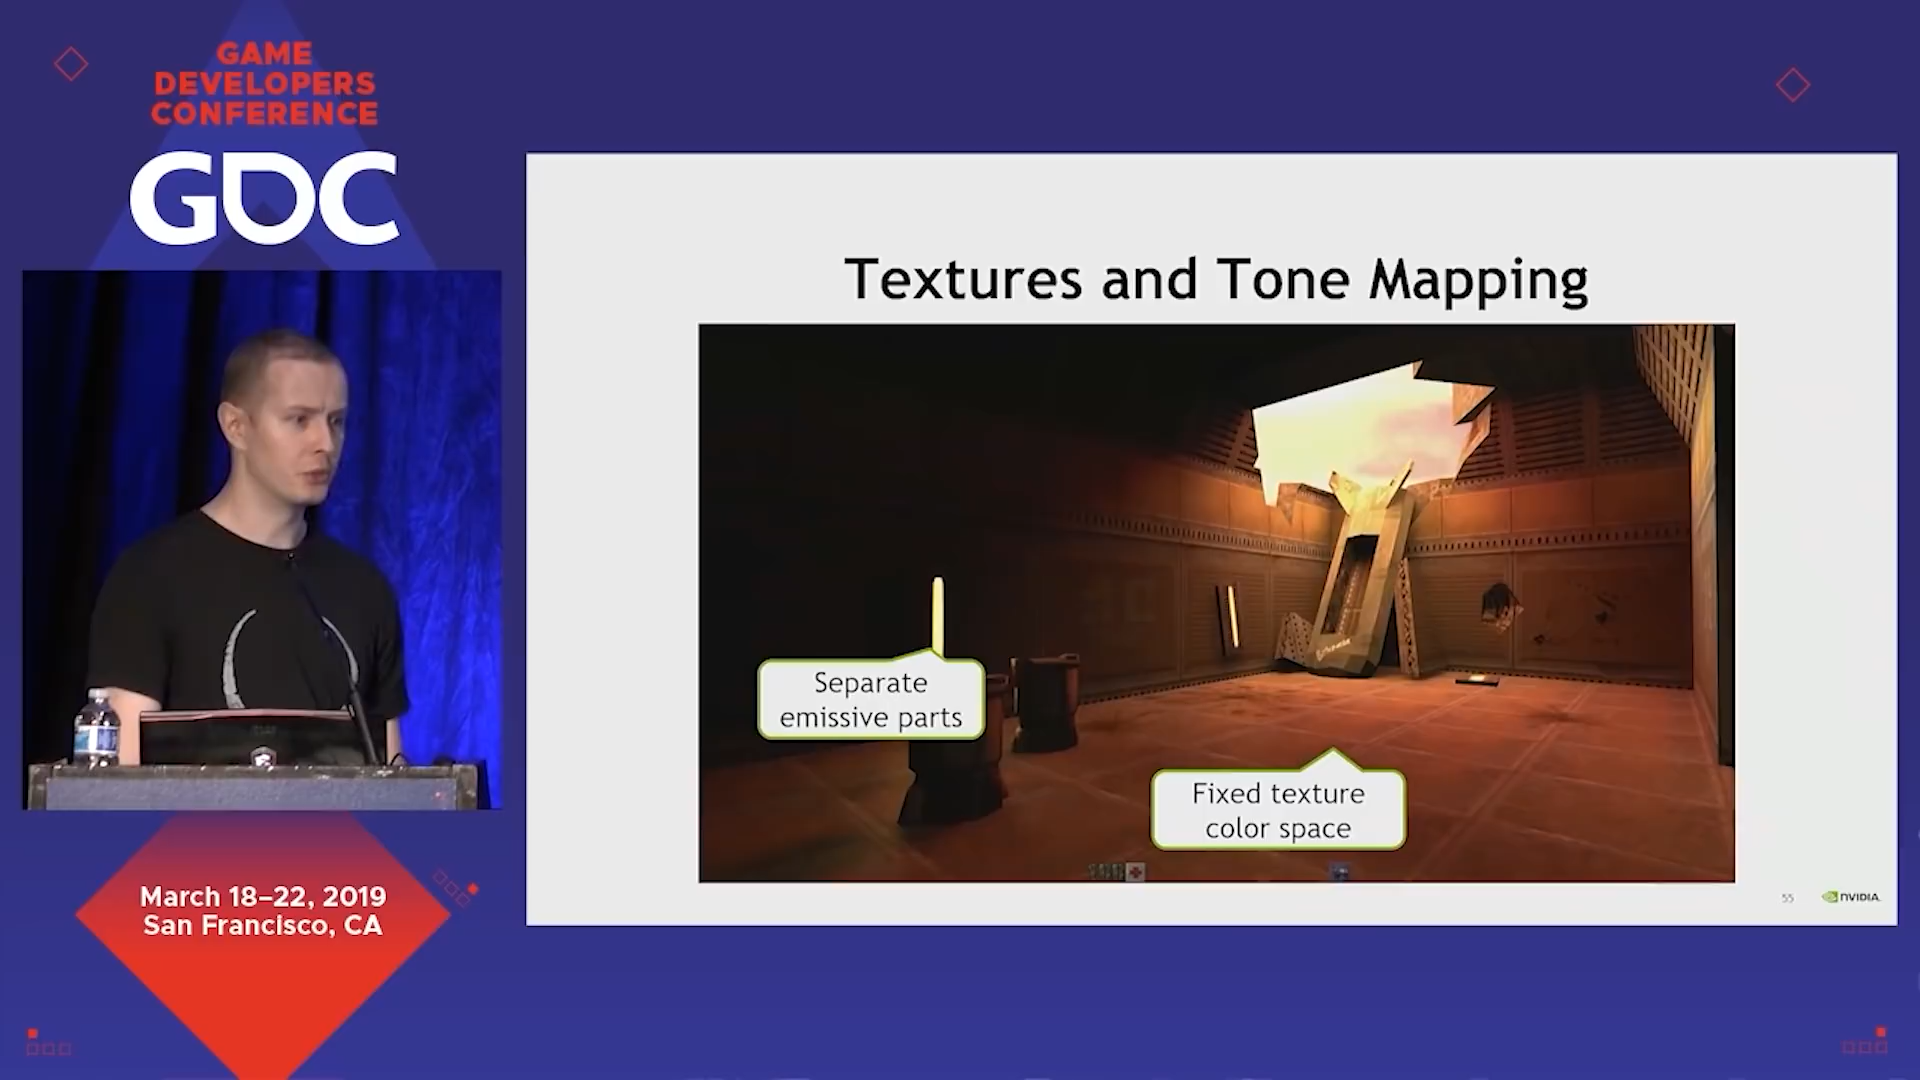 GAME
DEVELOPERS
CONFERENCE
GDC
Textures and Tone Mapping
Separate
emissive parts
Fixed texture
color space
55
NVIDIA
March 18–22, 2019
San Francisco, CA